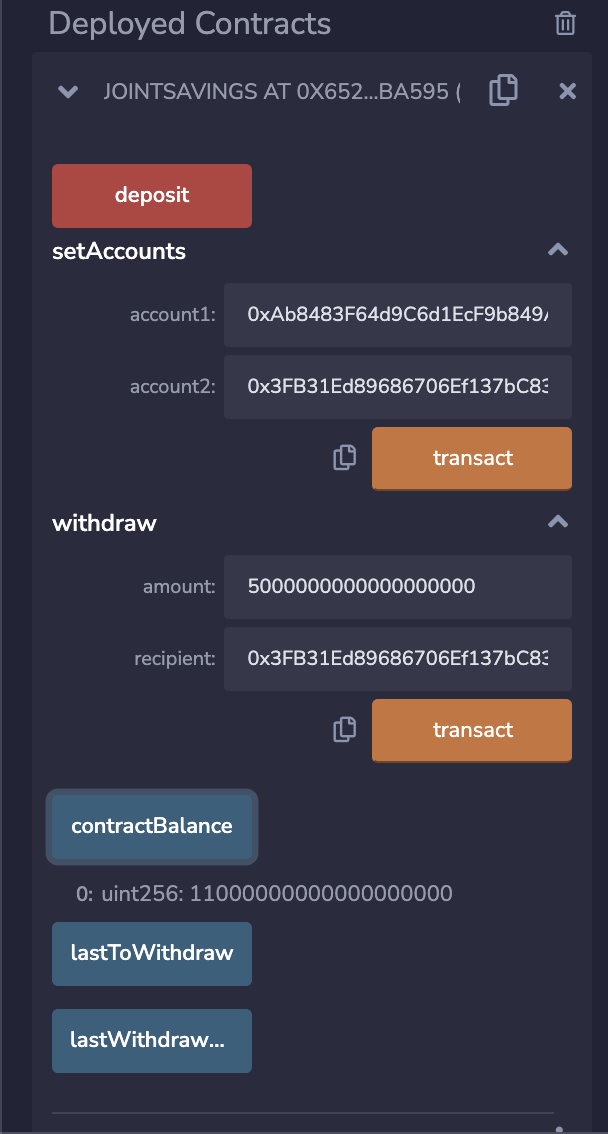 Deployed Contracts
JOINTSAVINGS AT 0X652...BA595 (
deposit
setAccounts
account1: 0xAb8483F64d9C6d1EcF9b849A
account2: 0x3FB31Ed89686706Ef137bC83
transact
withdraw
amount: 5000000000000000000
recipient: 0x3FB31Ed89686706Ef137bC83
transact
contractBalance
0: uint256: 11000000000000000000
lastToWithdraw
lastWithdraw...